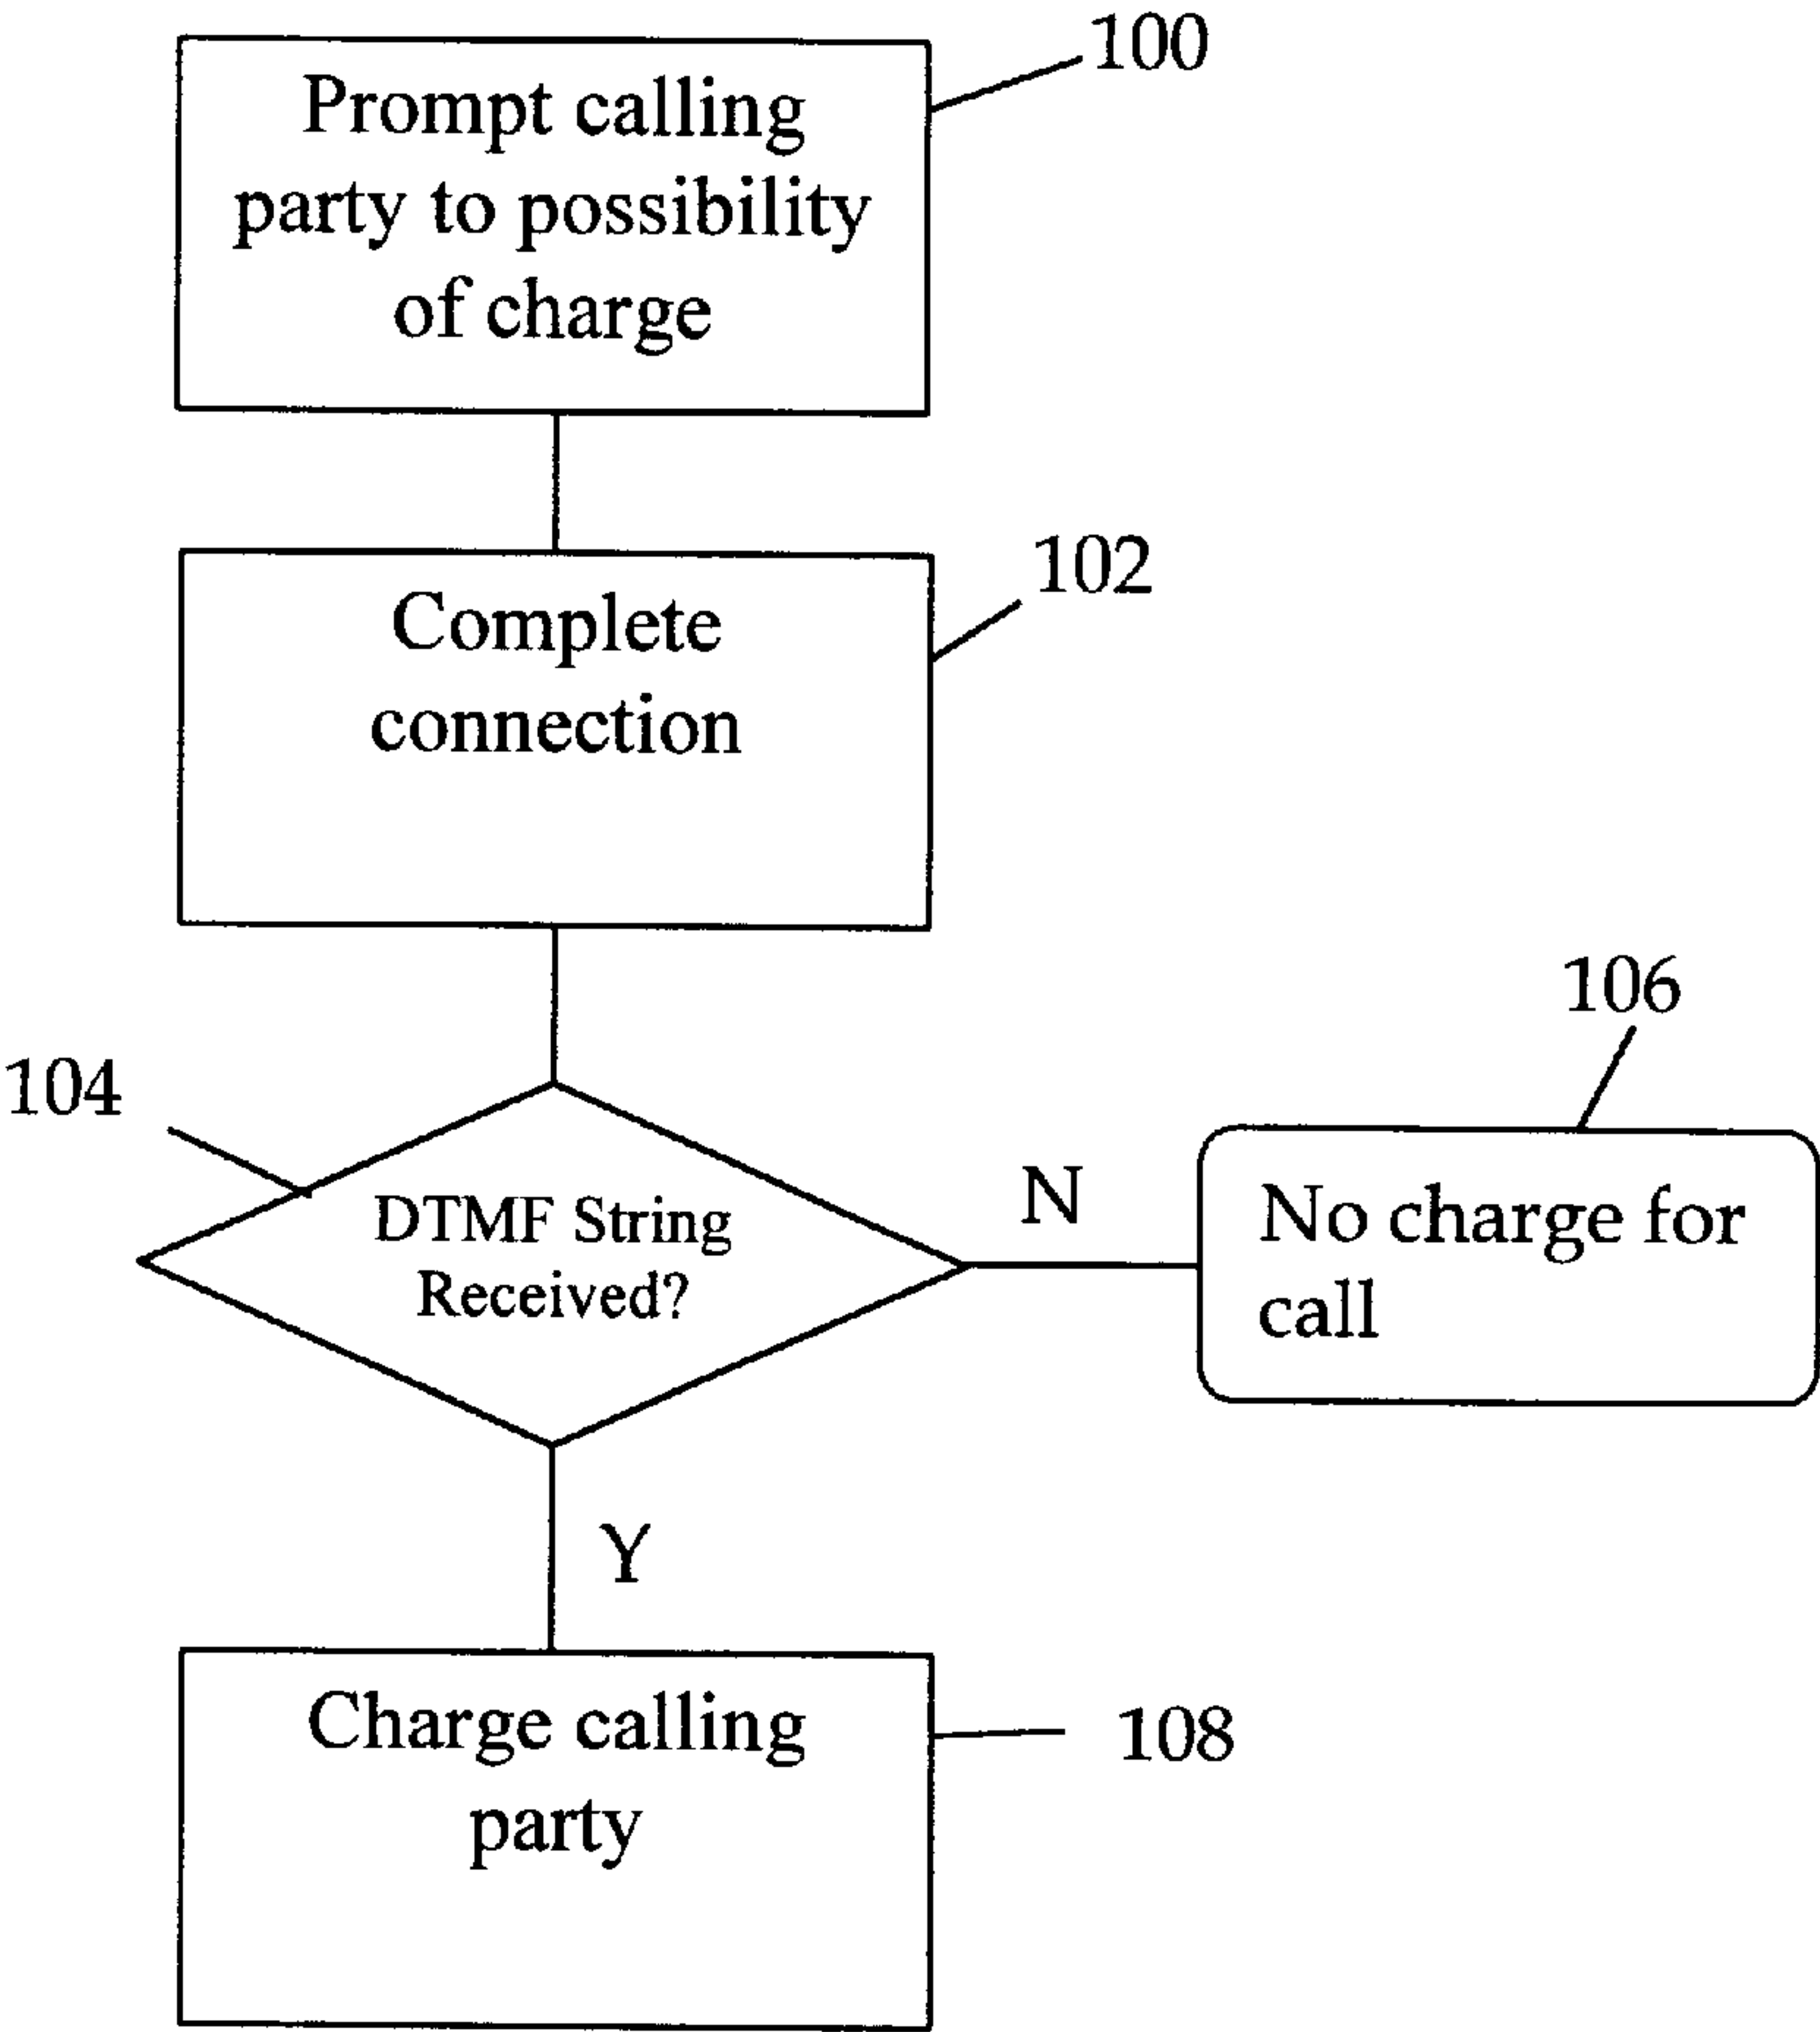 100
Prompt calling
party to possibility
of charge
102
Complete
connection
106
104
DTMF String
Received?
N
No charge for
call
Y
Charge calling
party
108